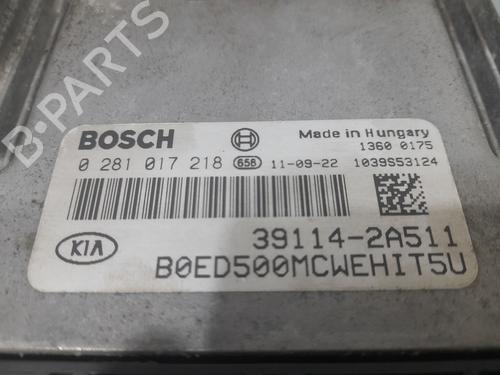 B-PARTS
BOSCH
Made in Hungary
1360 0175
0 281 017 218 65B 11-09-22 1039S53124
39114-2A511
KIA
B0ED500MCWEHIT5U